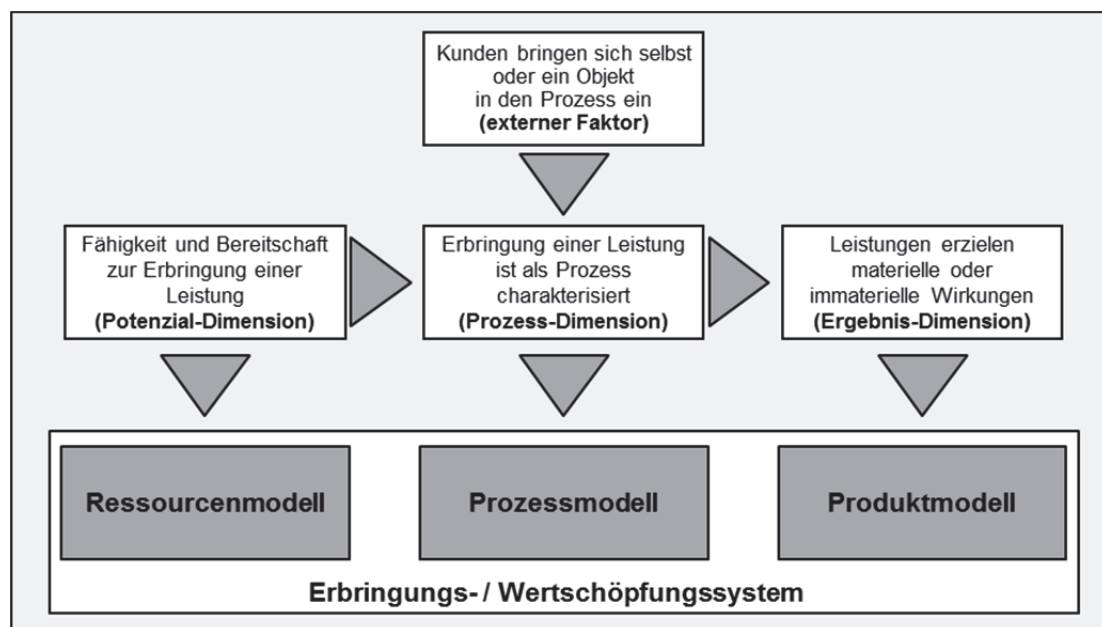 Kunden bringen sich selbst
oder ein Objekt
in den Prozess ein
(externer Faktor)
Fähigkeit und Bereitschaft
zur Erbringung einer
Leistung
(Potenzial-Dimension)
Erbringung einer Leistung
ist als Prozess
charakterisiert
(Prozess-Dimension)
Leistungen erzielen
materielle oder
immaterielle Wirkungen
(Ergebnis-Dimension)
Ressourcenmodell
Prozessmodell
Produktmodell
Erbringungs- / Wertschöpfungssystem